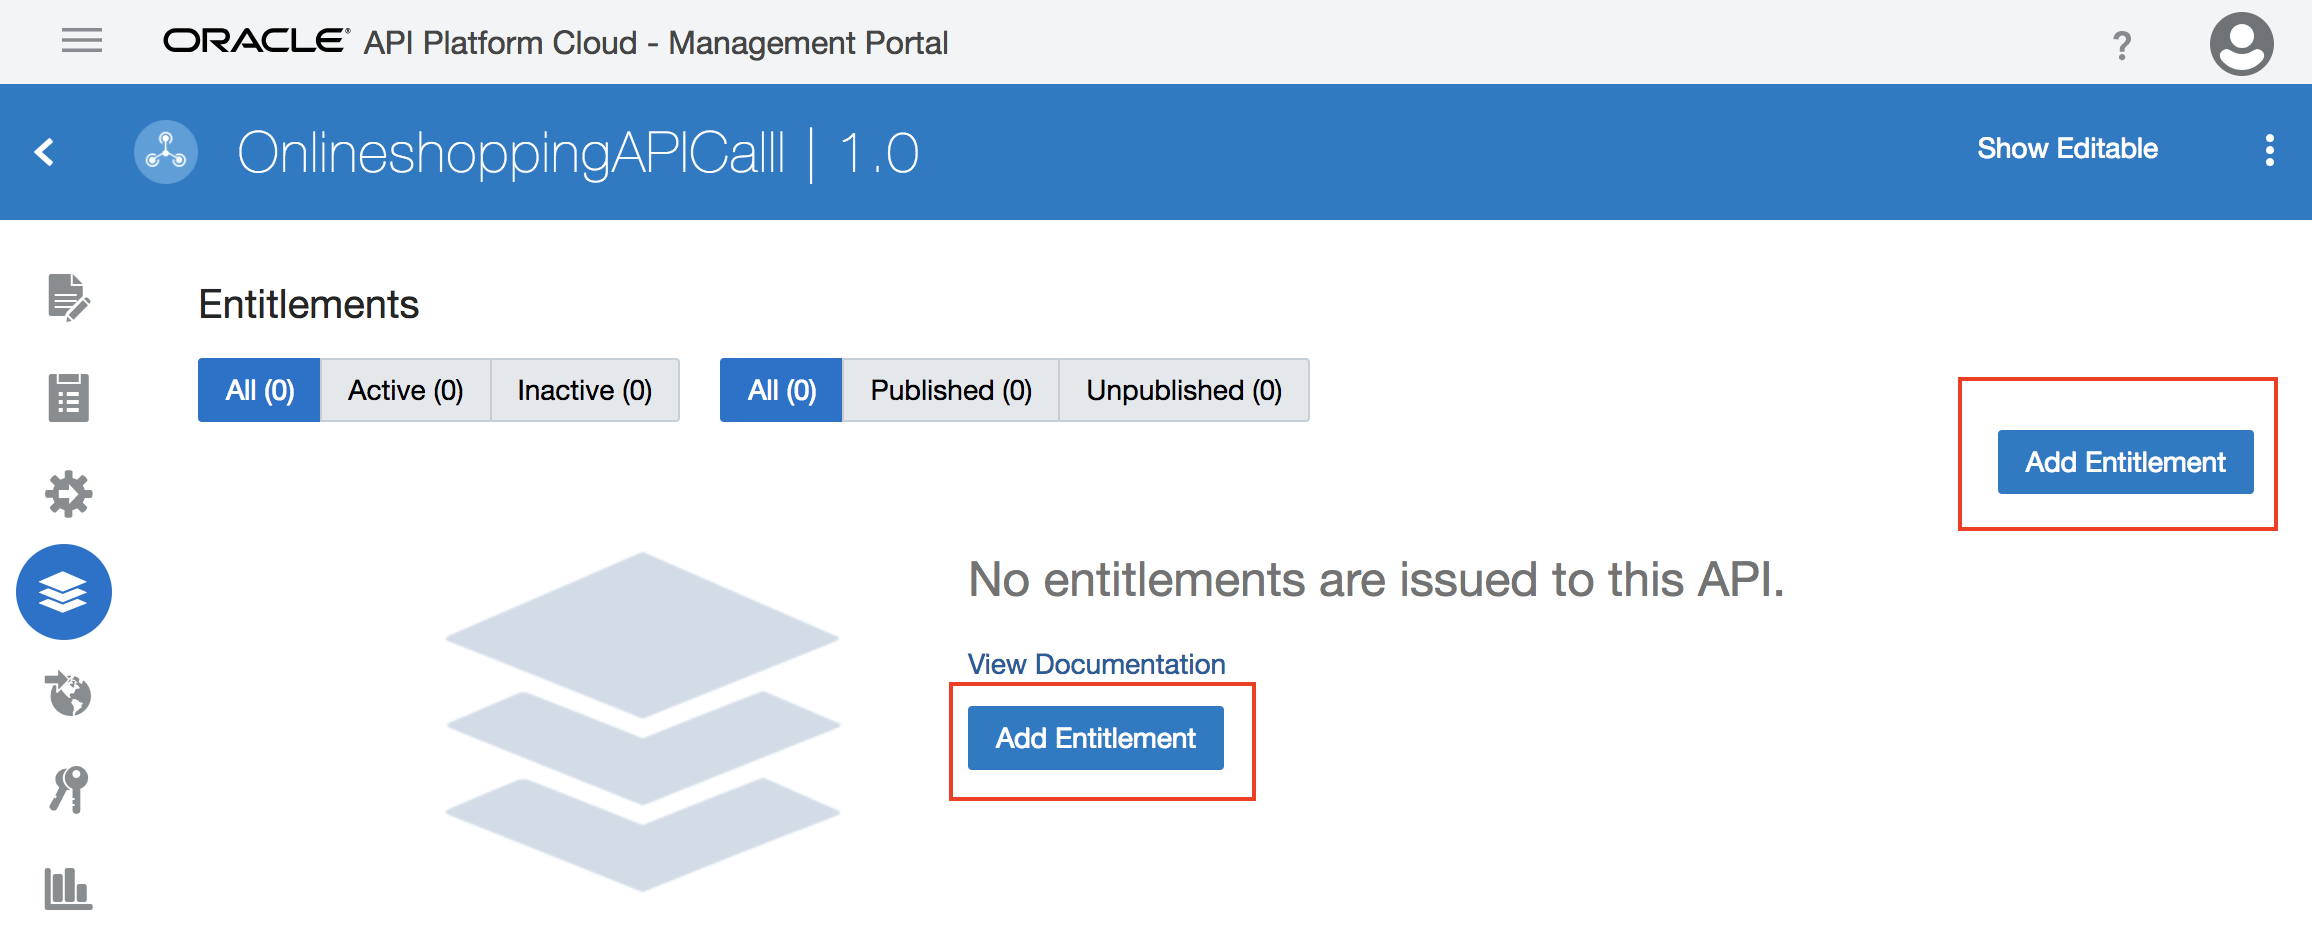 ORACLE® API Platform Cloud - Management Portal ?
OnlineshoppingAPICalll | 1.0 Show Editable
Entitlements
All (0) Active (0) Inactive (0) All (0) Published (0) Unpublished (0)
Add Entitlement
No entitlements are issued to this API.
View Documentation
Add Entitlement